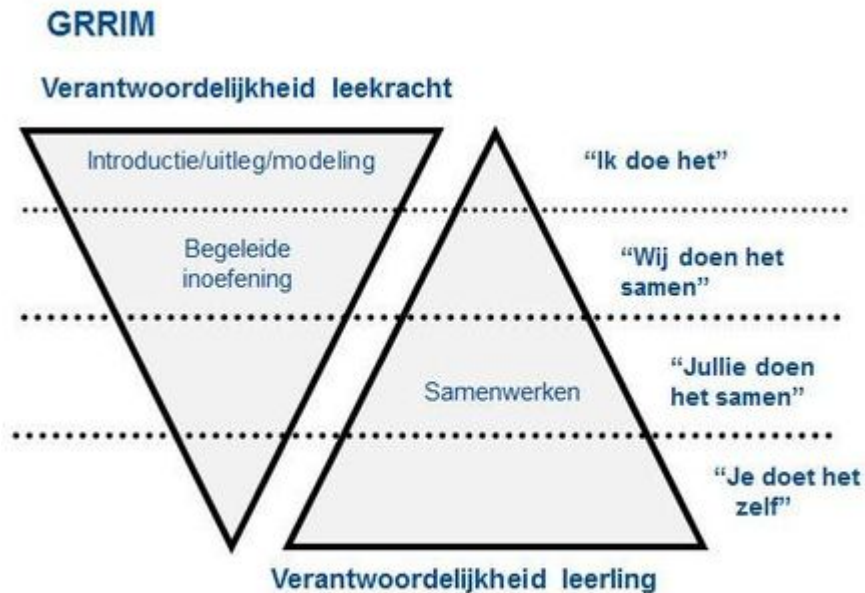 GRRIM
Verantwoordelijkheid leekracht
Introductie/uitleg/modeling
“Ik doe het”
Begeleide
inoefening
“Wij doen het
samen”
Samenwerken
“Jullie doen
het samen”
“Je doet het
zelf”
Verantwoordelijkheid leerling